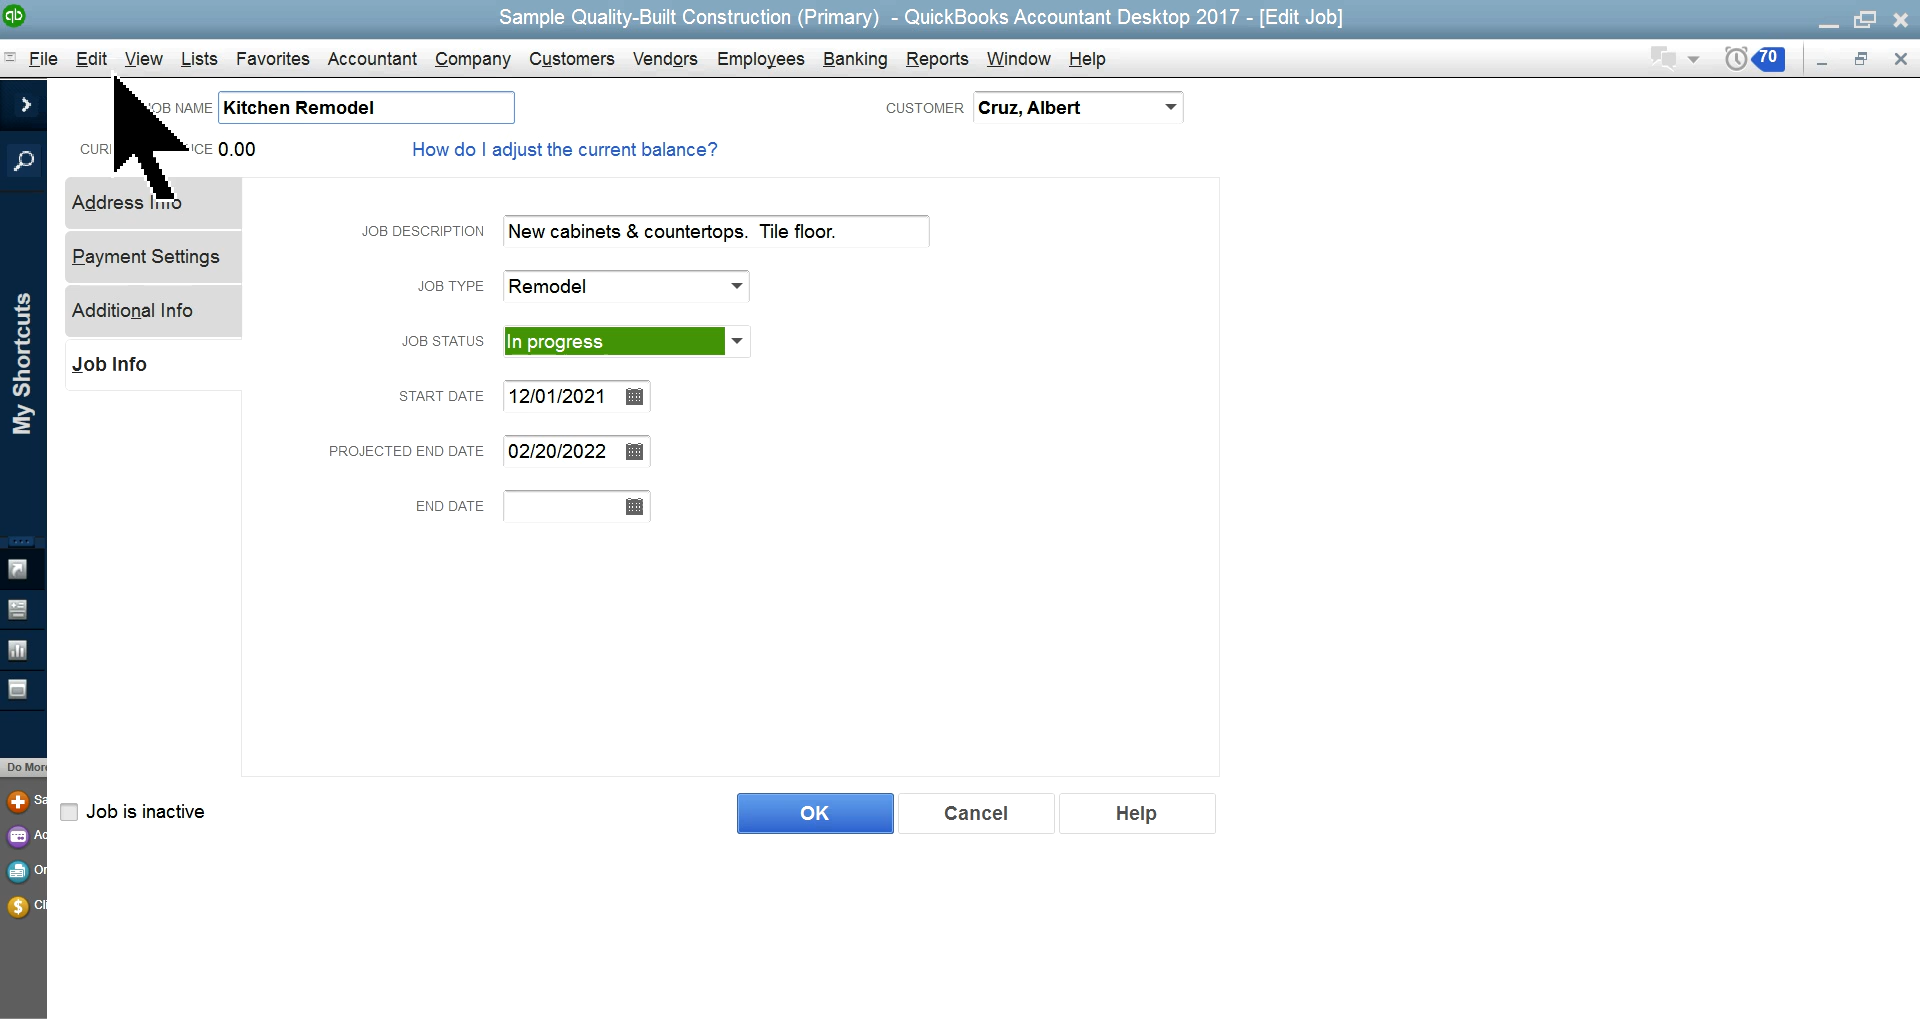 qb Sample Quality-Built Construction (Primary) - QuickBooks Accountant Desktop 2017 - [Edit Job]
File Edit View Lists Favorites Accountant Company Customers Vendors Employees Banking Reports Window Help 70
NAME Kitchen Remodel CUSTOMER Cruz, Albert
0.00 How do I adjust the current balance?
Address Info
Payment Settings
Additional Info
Job Info
JOB DESCRIPTION New cabinets & countertops. Tile floor.
JOB TYPE Remodel
JOB STATUS In progress
START DATE 12/01/2021
PROJECTED END DATE 02/20/2022
END DATE
My Shortcuts
Do More
Job is inactive
OK Cancel Help